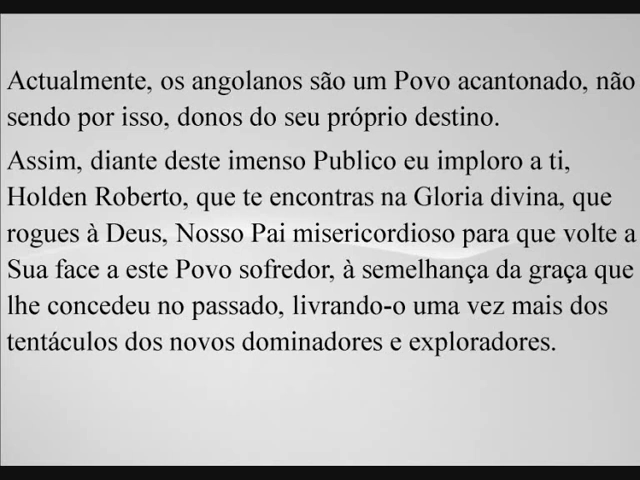 Actualmente, os angolanos são um Povo acantonado, não
sendo por isso, donos do seu próprio destino.
Assim, diante deste imenso Publico eu imploro a ti,
Holden Roberto, que te encontras na Gloria divina, que
rogues à Deus, Nosso Pai misericordioso para que volte a
Sua face a este Povo sofredor, à semelhança da graça que
lhe concedeu no passado, livrando-o uma vez mais dos
tentáculos dos novos dominadores e exploradores.